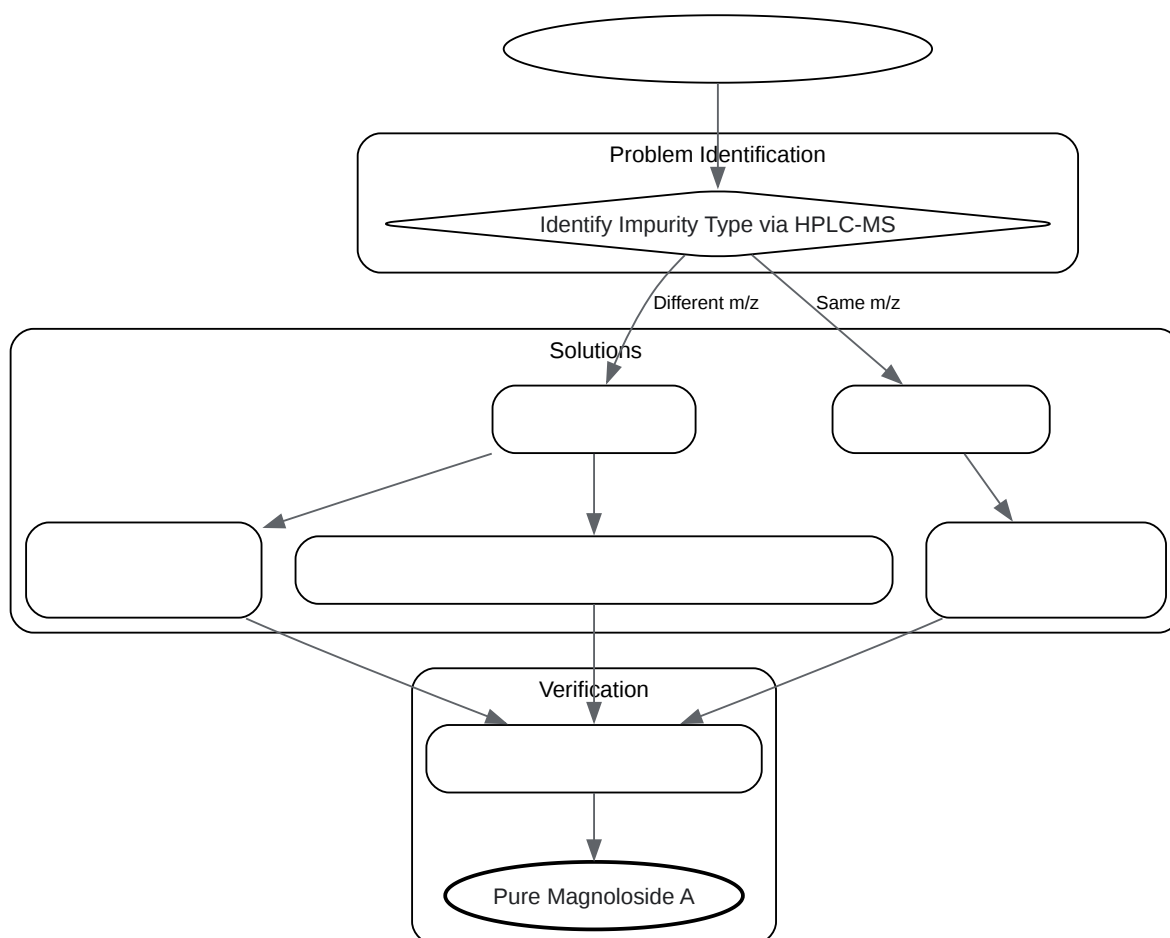 Problem Identification
Identify Impurity Type via HPLC-MS
Different m/z
Same m/z
Solutions
Verification
Pure Magnoloside A